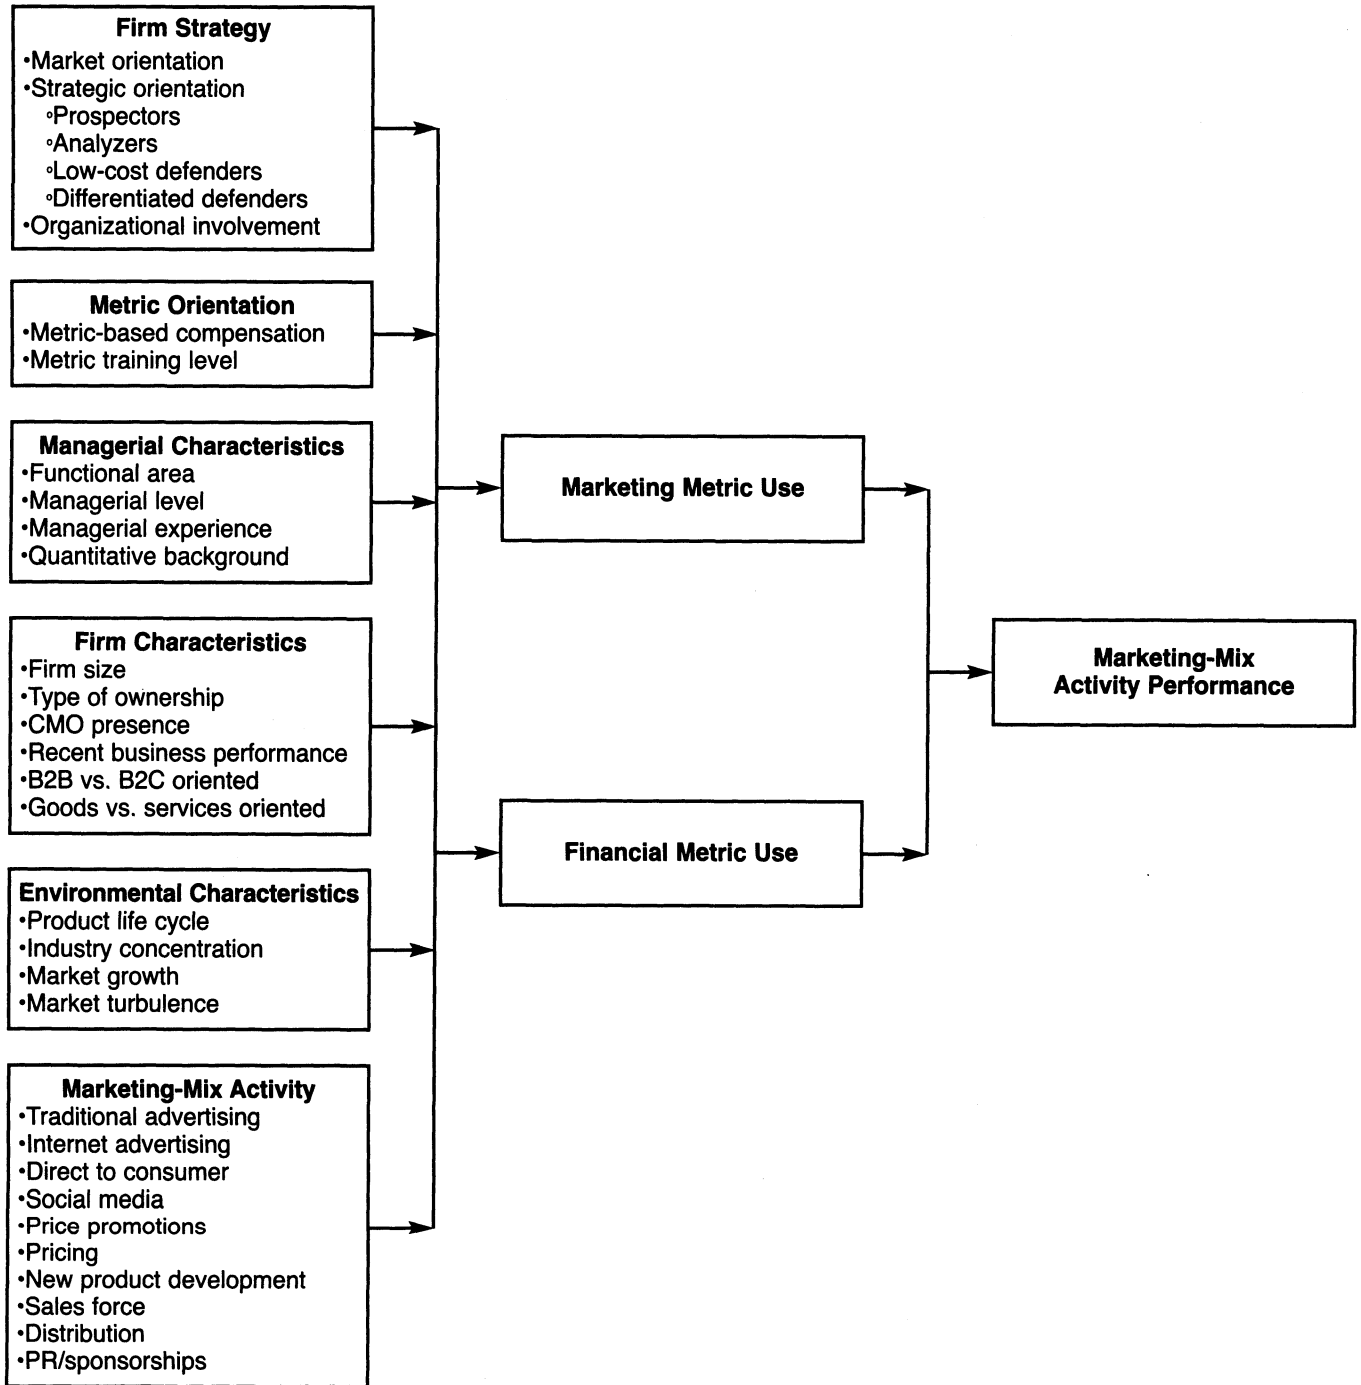 Firm Strategy
•Market orientation
•Strategic orientation
°Prospectors
°Analyzers
°Low-cost defenders
°Differentiated defenders
•Organizational involvement
Metric Orientation
•Metric-based compensation
•Metric training level
Managerial Characteristics
•Functional area
•Managerial level
•Managerial experience
•Quantitative background
Firm Characteristics
•Firm size
•Type of ownership
•CMO presence
•Recent business performance
•B2B vs. B2C oriented
•Goods vs. services oriented
Environmental Characteristics
•Product life cycle
•Industry concentration
•Market growth
•Market turbulence
Marketing-Mix Activity
•Traditional advertising
•Internet advertising
•Direct to consumer
•Social media
•Price promotions
•Pricing
•New product development
•Sales force
•Distribution
•PR/sponsorships
Marketing Metric Use
Financial Metric Use
Marketing-Mix
Activity Performance